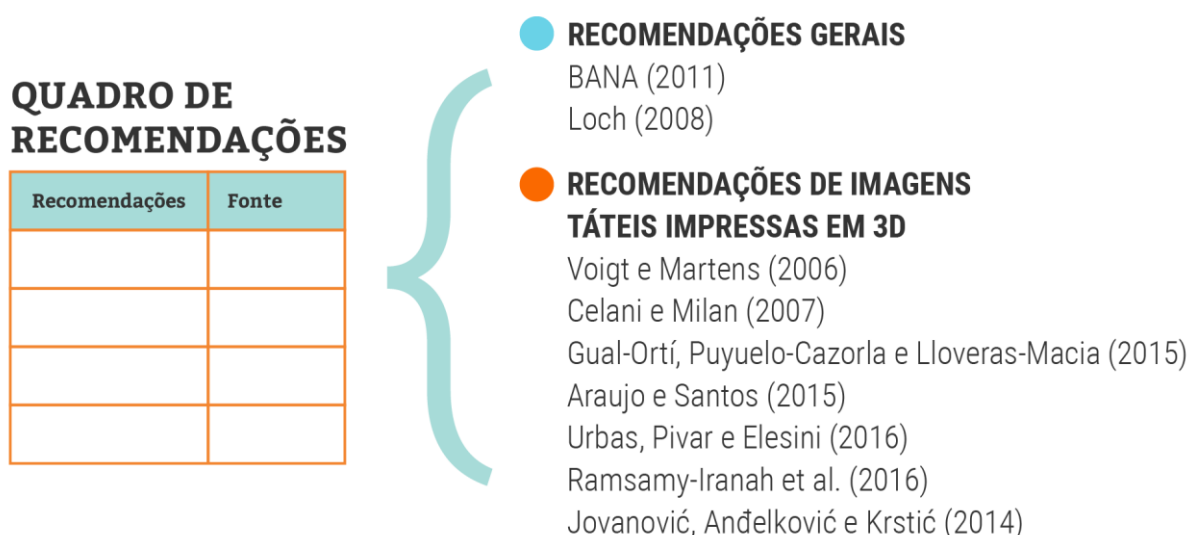 QUADRO DE
RECOMENDAÇÕES
Recomendações Fonte
RECOMENDAÇÕES GERAIS
BANA (2011)
Loch (2008)
RECOMENDAÇÕES DE IMAGENS
TÁTEIS IMPRESSAS EM 3D
Voigt e Martens (2006)
Celani e Milan (2007)
Gual-Ortí, Puyuelo-Cazorla e Lloveras-Macia (2015)
Araujo e Santos (2015)
Urbas, Pivar e Elesini (2016)
Ramsamy-Iranah et al. (2016)
Jovanović, Anđelković e Krstić (2014)